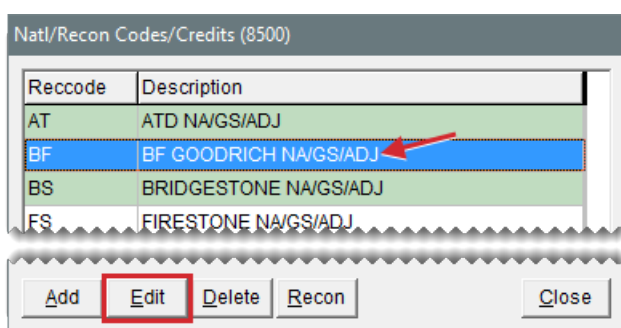 Natl/Recon Codes/Credits (8500)
Reccode Description
AT ATD NA/GS/ADJ
BF BF GOODRICH NA/GS/ADJ
BS BRIDGESTONE NA/GS/ADJ
FS FIRESTONE NA/GS/ADJ
Add Edit Delete Recon Close